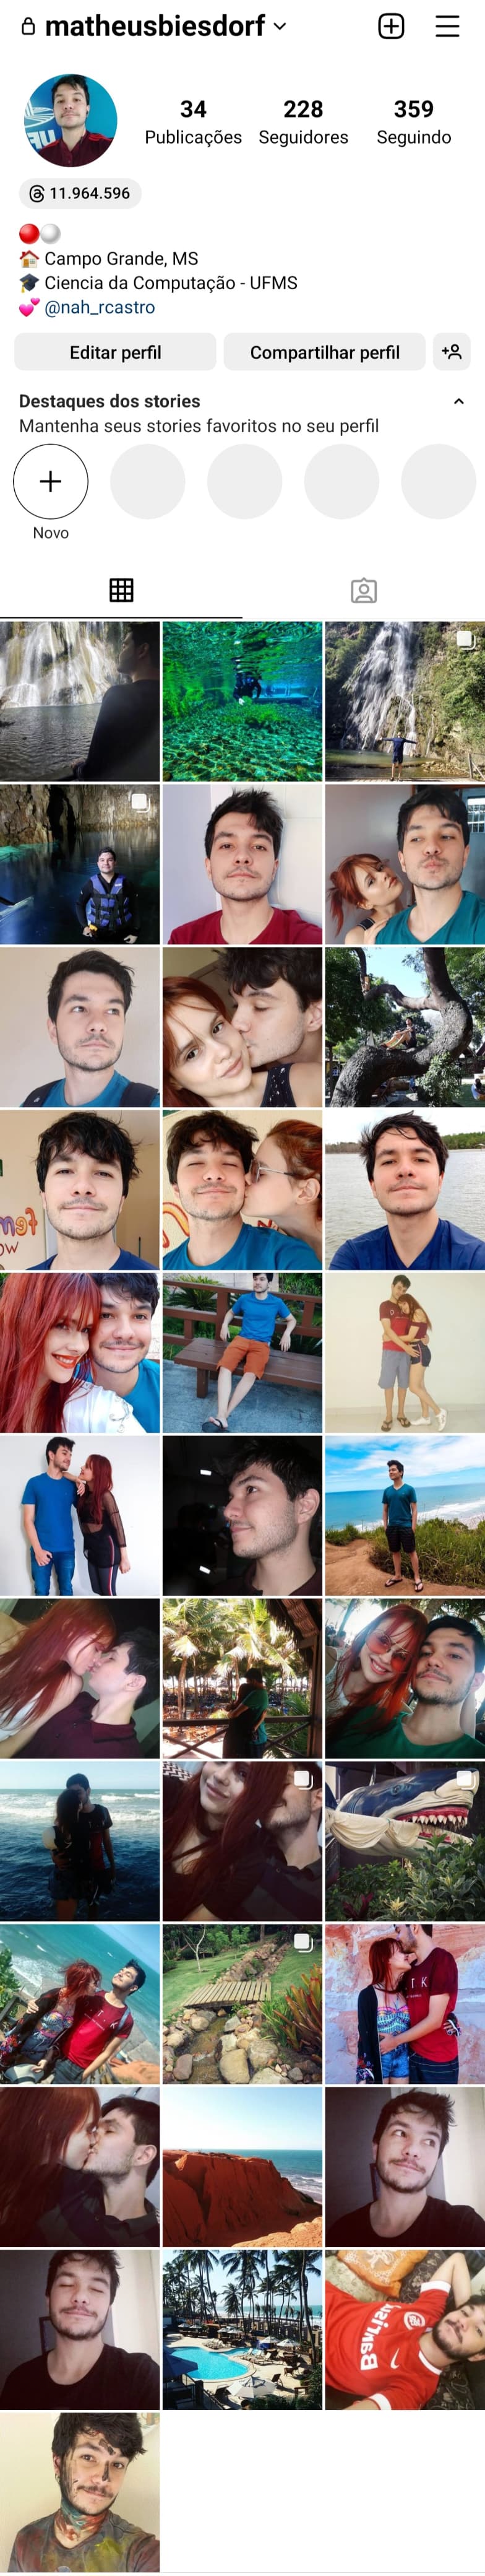 matheusbiesdorf
34 228 359
Publicações Seguidores Seguindo
11.964.596
Campo Grande, MS
Ciencia da Computação - UFMS
@nah_rcastro
Editar perfil Compartilhar perfil
Destaques dos stories
Mantenha seus stories favoritos no seu perfil
Novo
T K
T K
Banrisu